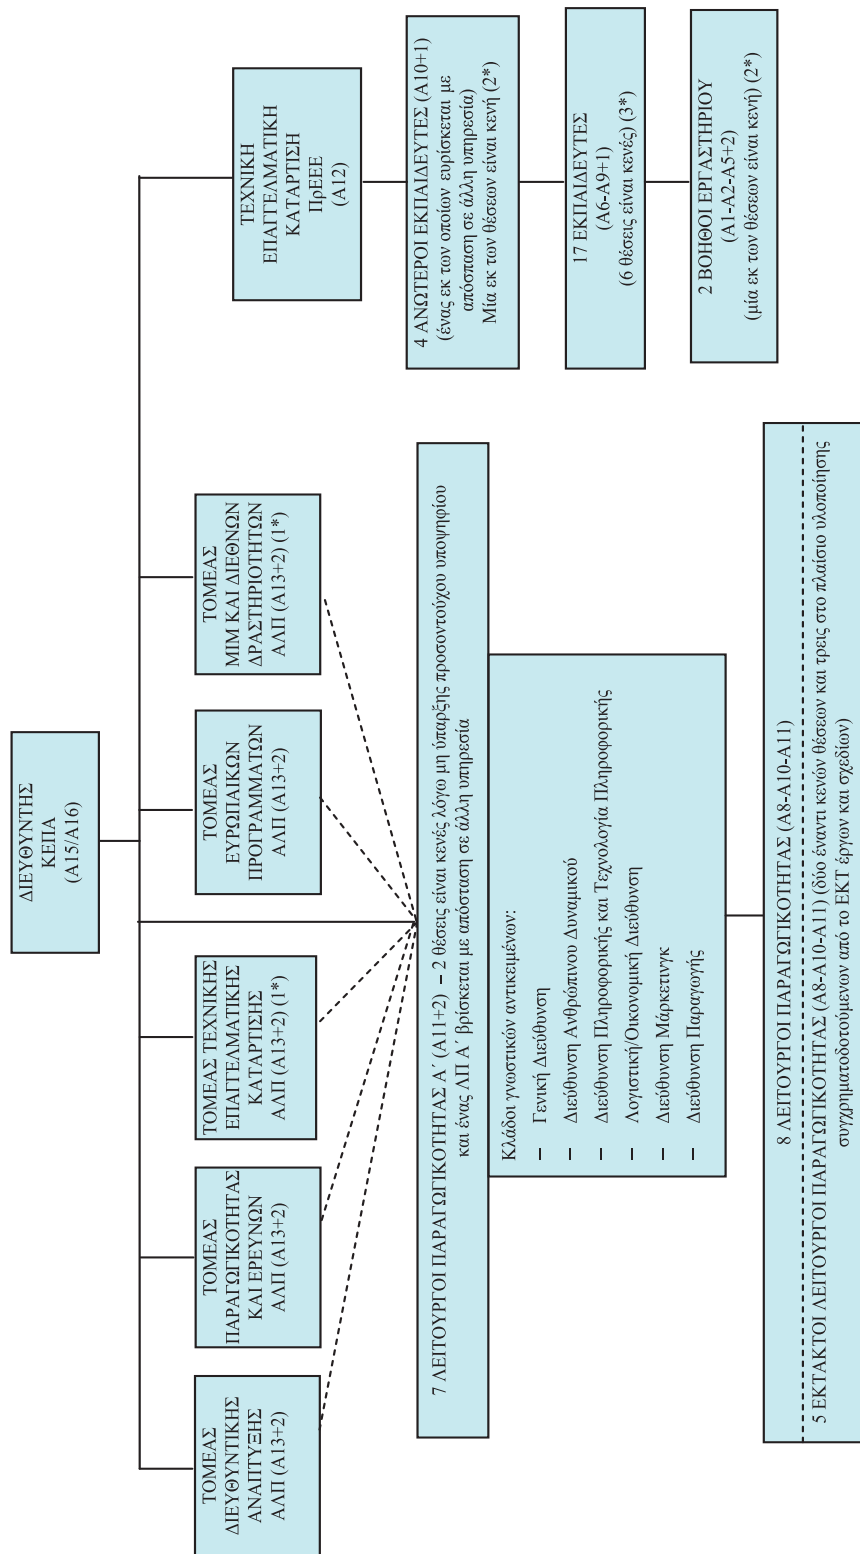 ΔΙΕΥΘΥΝΤΗΣ
ΚΕΠΑ
(Α15/Α16)
ΤΟΜΕΑΣ
ΔΙΕΥΘΥΝΤΙΚΗΣ
ΑΝΑΠΤΥΞΗΣ
ΑΛΠ (Α13+2)
ΤΟΜΕΑΣ
ΠΑΡΑΓΩΓΙΚΟΤΗΤΑΣ
ΚΑΙ ΕΡΕΥΝΩΝ
ΑΛΠ (Α13+2)
ΤΟΜΕΑΣ ΤΕΧΝΙΚΗΣ
ΕΠΑΓΓΕΛΜΑΤΙΚΗΣ
ΚΑΤΑΡΤΙΣΗΣ
ΑΛΠ (Α13+2) (1*)
ΤΟΜΕΑΣ
ΕΥΡΩΠΑΙΚΩΝ
ΠΡΟΓΡΑΜΜΑΤΩΝ
ΑΛΠ (Α13+2)
ΤΟΜΕΑΣ
ΜΙΜ ΚΑΙ ΔΙΕΘΝΩΝ
ΔΡΑΣΤΗΡΙΟΤΗΤΩΝ
ΑΛΠ (Α13+2) (1*)
ΤΕΧΝΙΚΗ
ΕΠΑΓΓΕΛΜΑΤΙΚΗ
ΚΑΤΑΡΤΙΣΗ
ΠρΕΕΕ
(Α12)
4 ΑΝΩΤΕΡΟΙ ΕΚΠΑΙΔΕΥΤΕΣ (Α10+1)
(ένας εκ των οποίων ευρίσκεται με
απόσπαση σε άλλη υπηρεσία)
Μία εκ των θέσεων είναι κενή (2*)
17 ΕΚΠΑΙΔΕΥΤΕΣ
(Α6-Α9+1)
(6 θέσεις είναι κενές) (3*)
2 ΒΟΗΘΟΙ ΕΡΓΑΣΤΗΡΙΟΥ
(Α1-Α2-Α5+2)
(μία εκ των θέσεων είναι κενή) (2*)
7 ΛΕΙΤΟΥΡΓΟΙ ΠΑΡΑΓΩΓΙΚΟΤΗΤΑΣ Α΄ (Α11+2) – 2 θέσεις είναι κενές λόγω μη ύπαρξης προσοντούχου υποψηφίου
και ένας ΛΠ Α΄ βρίσκεται με απόσταση σε άλλη υπηρεσία
Κλάδοι γνωστικών αντικειμένων:
– Γενική Διεύθυνση
– Διεύθυνση Ανθρώπινου Δυναμικού
– Διεύθυνση Πληροφορικής και Τεχνολογία Πληροφορικής
– Λογιστική/Οικονομική Διεύθυνση
– Διεύθυνση Μάρκετινγκ
– Διεύθυνση Παραγωγής
8 ΛΕΙΤΟΥΡΓΟΙ ΠΑΡΑΓΩΓΙΚΟΤΗΤΑΣ (Α8-Α10-Α11)
5 ΕΚΤΑΚΤΟΙ ΛΕΙΤΟΥΡΓΟΙ ΠΑΡΑΓΩΓΙΚΟΤΗΤΑΣ (Α8-Α10-Α11) (δύο έναντι κενών θέσεων και τρεις στο πλαίσιο υλοποίησης
συγχρηματοδοτούμενων από το ΕΚΤ έργων και σχεδίων)